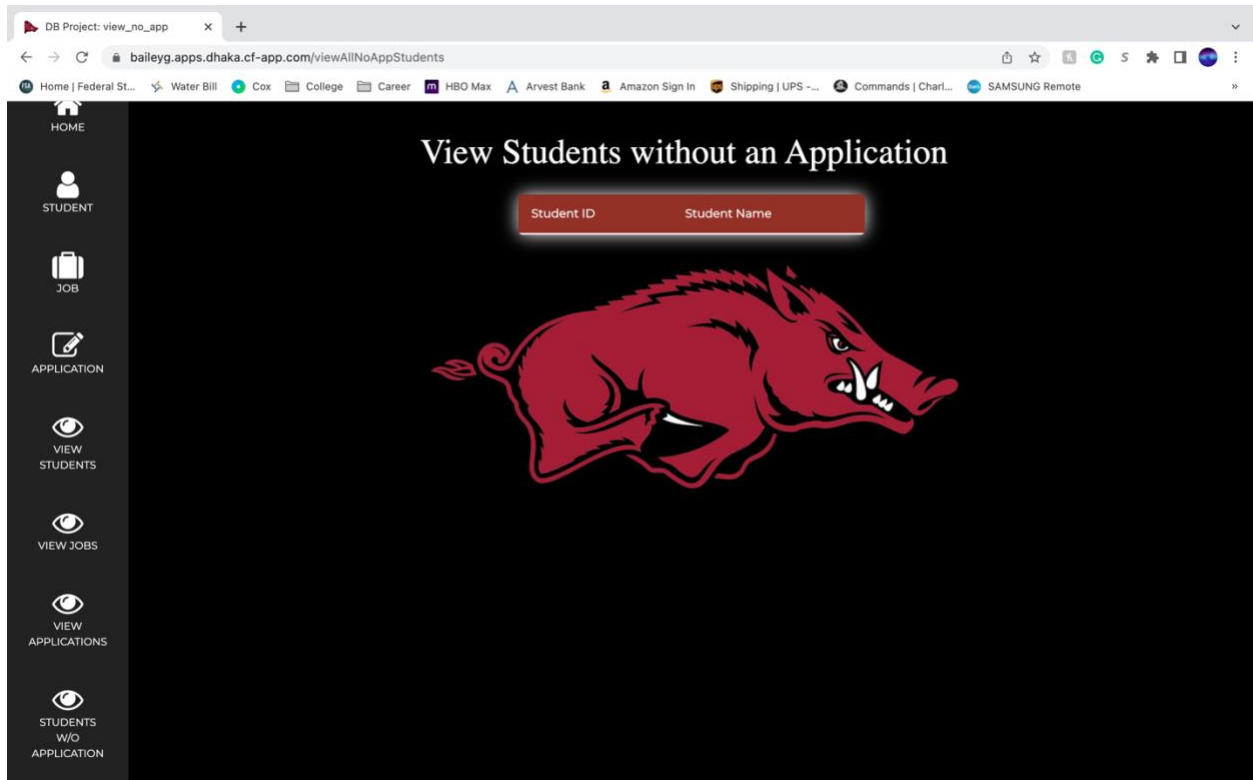 DB Project: view_no_app
baileyg.apps.dhaka.cf-app.com/viewAllNoAppStudents
Home | Federal St...
Water Bill
Cox
College
Career
HBO Max
Arvest Bank
Amazon Sign In
Shipping | UPS -...
Commands | Charl...
SAMSUNG Remote
HOME
STUDENT
JOB
APPLICATION
VIEW
STUDENTS
VIEW JOBS
VIEW
APPLICATIONS
STUDENTS
W/O
APPLICATION
View Students without an Application
Student ID Student Name